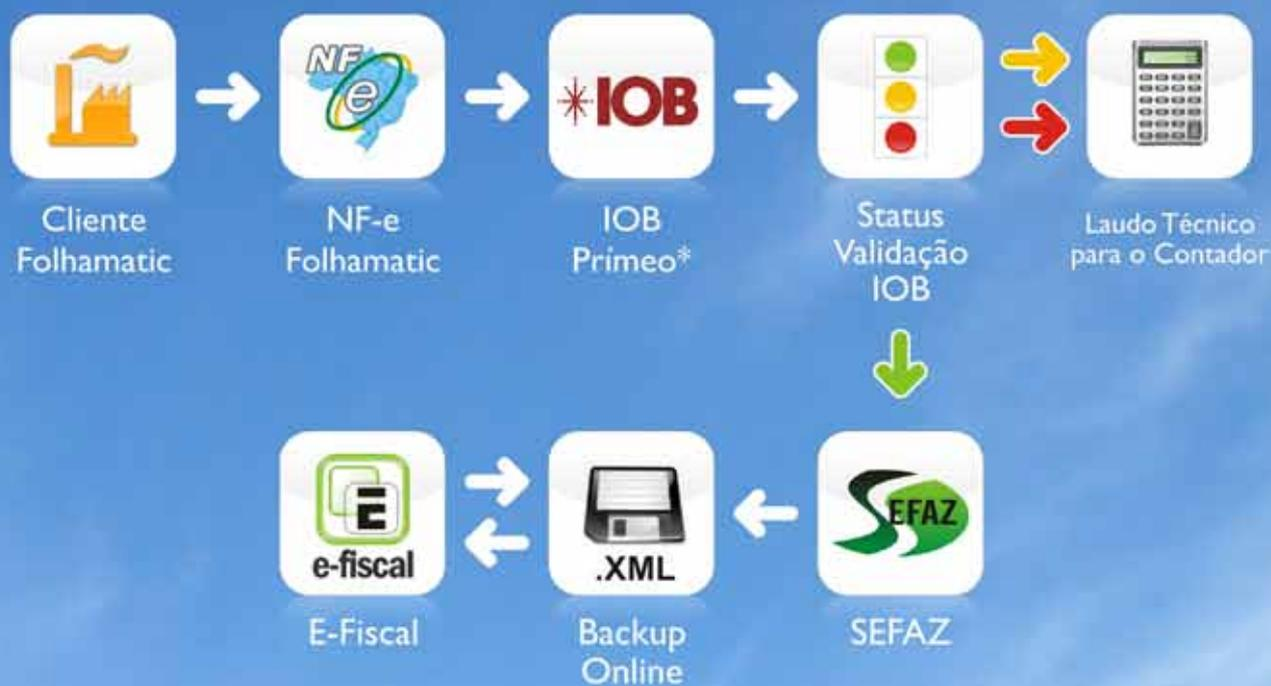 NF
e
*IOB
Cliente
Folhamatic
NF-e
Folhamatic
IOB
Prímeo*
Status
Validação
IOB
Laudo Técnico
para o Contador
E
e-fiscal
.XML
SEFAZ
E-Fiscal
Backup
Online
SEFAZ